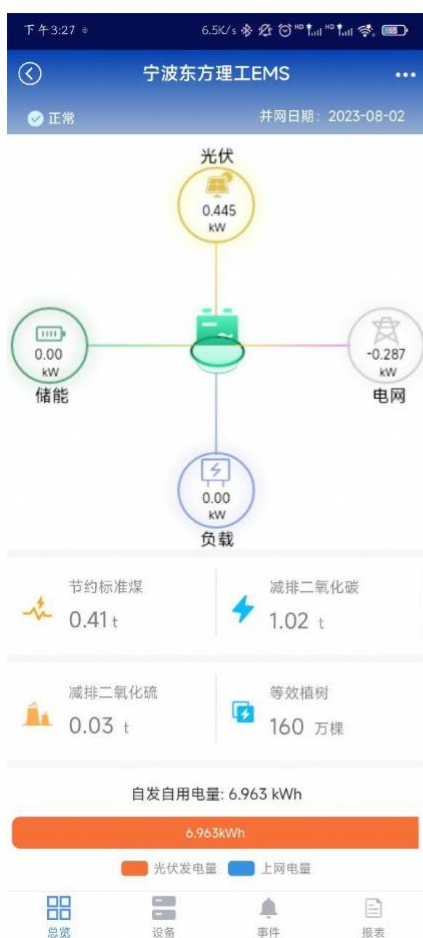 下午3:27
6.5K/s
宁波东方理工EMS
正常
并网日期: 2023-08-02
光伏
0.445
kW
0.00
kW
储能
-0.287
kW
电网
0.00
kW
负载
节约标准煤
0.41 t
减排二氧化碳
1.02 t
减排二氧化硫
0.03 t
等效植树
160 万棵
自发自用电量: 6.963 kWh
6.963kWh
光伏发电量 上网电量
总览 设备 事件 报表